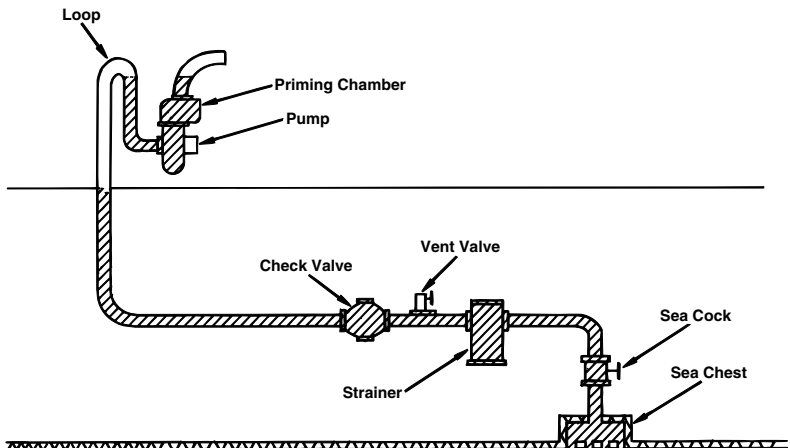 Loop
Priming Chamber
Pump
Vent Valve
Check Valve
Sea Cock
Sea Chest
Strainer